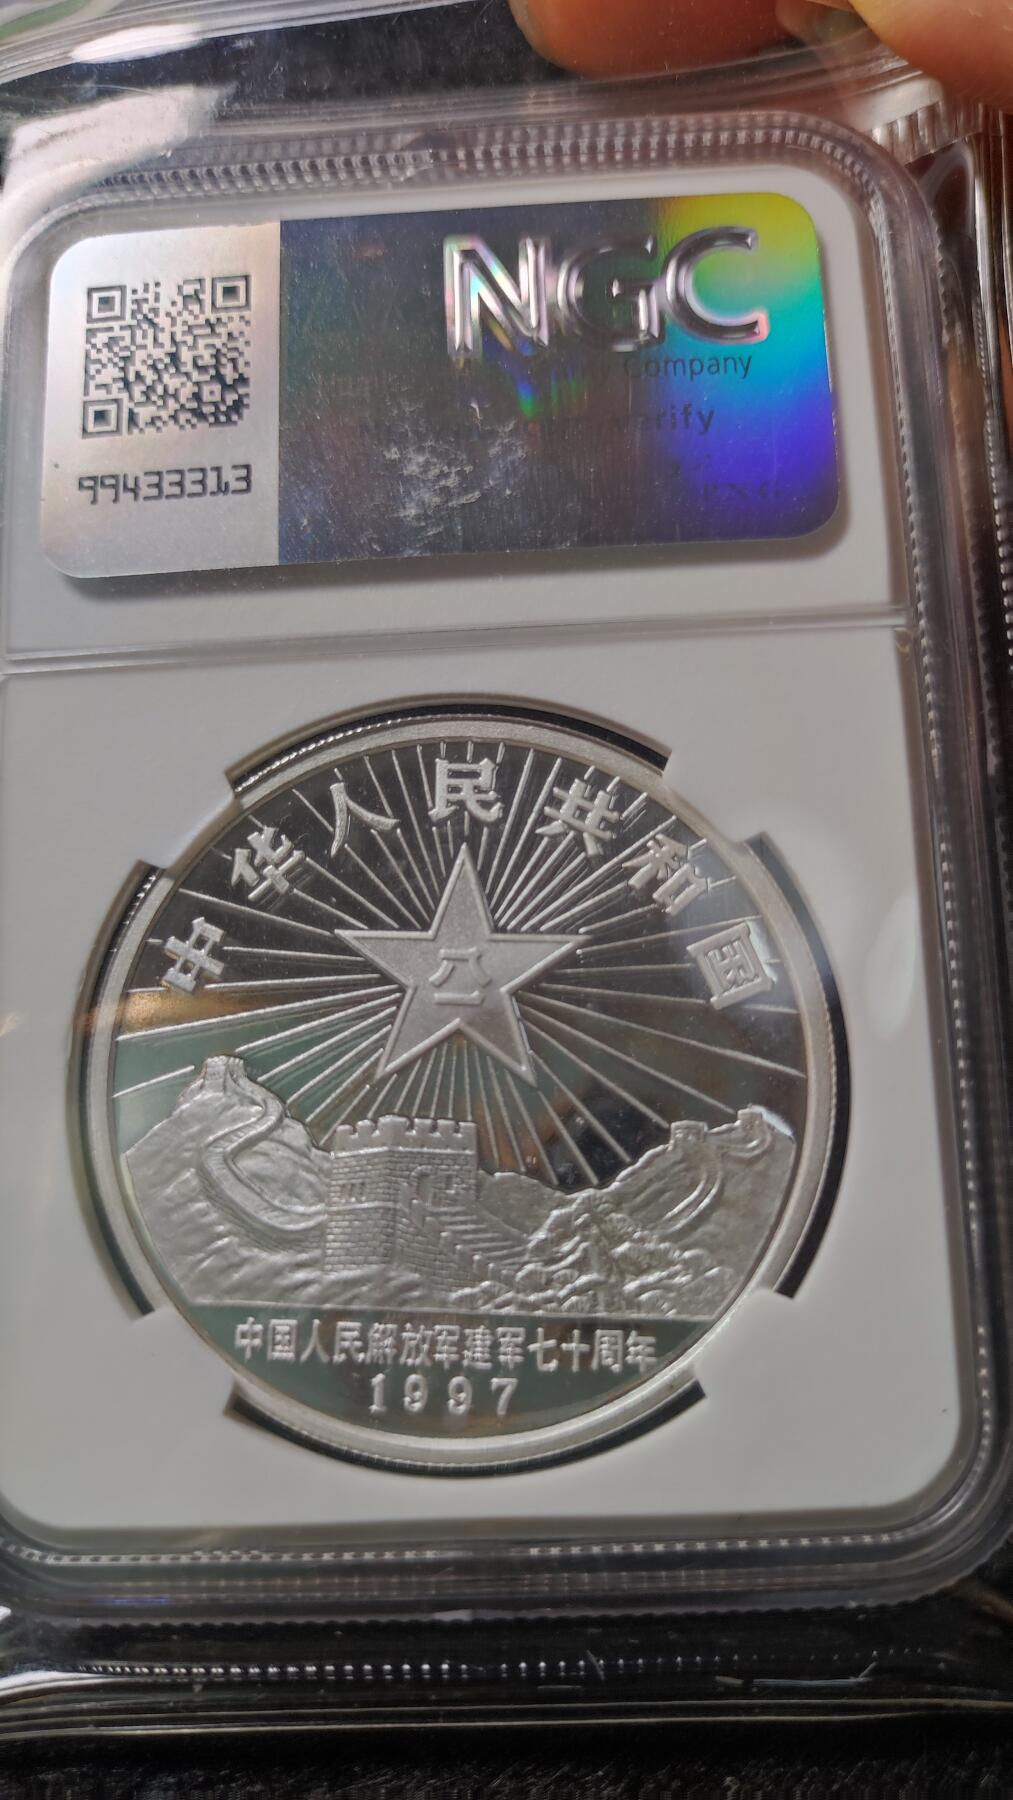 NGC
Company
verify
99433313
中华人民共和国
八一
中国人民解放军建军七十周年
1997